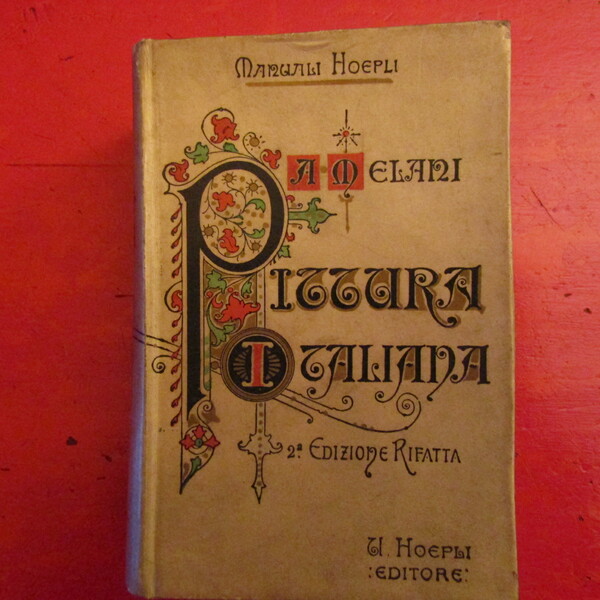 Manuali Hoepli
A. Melani
Pittura
Italiana
2ª Edizione Rifatta
U. Hoepli
:Editore: